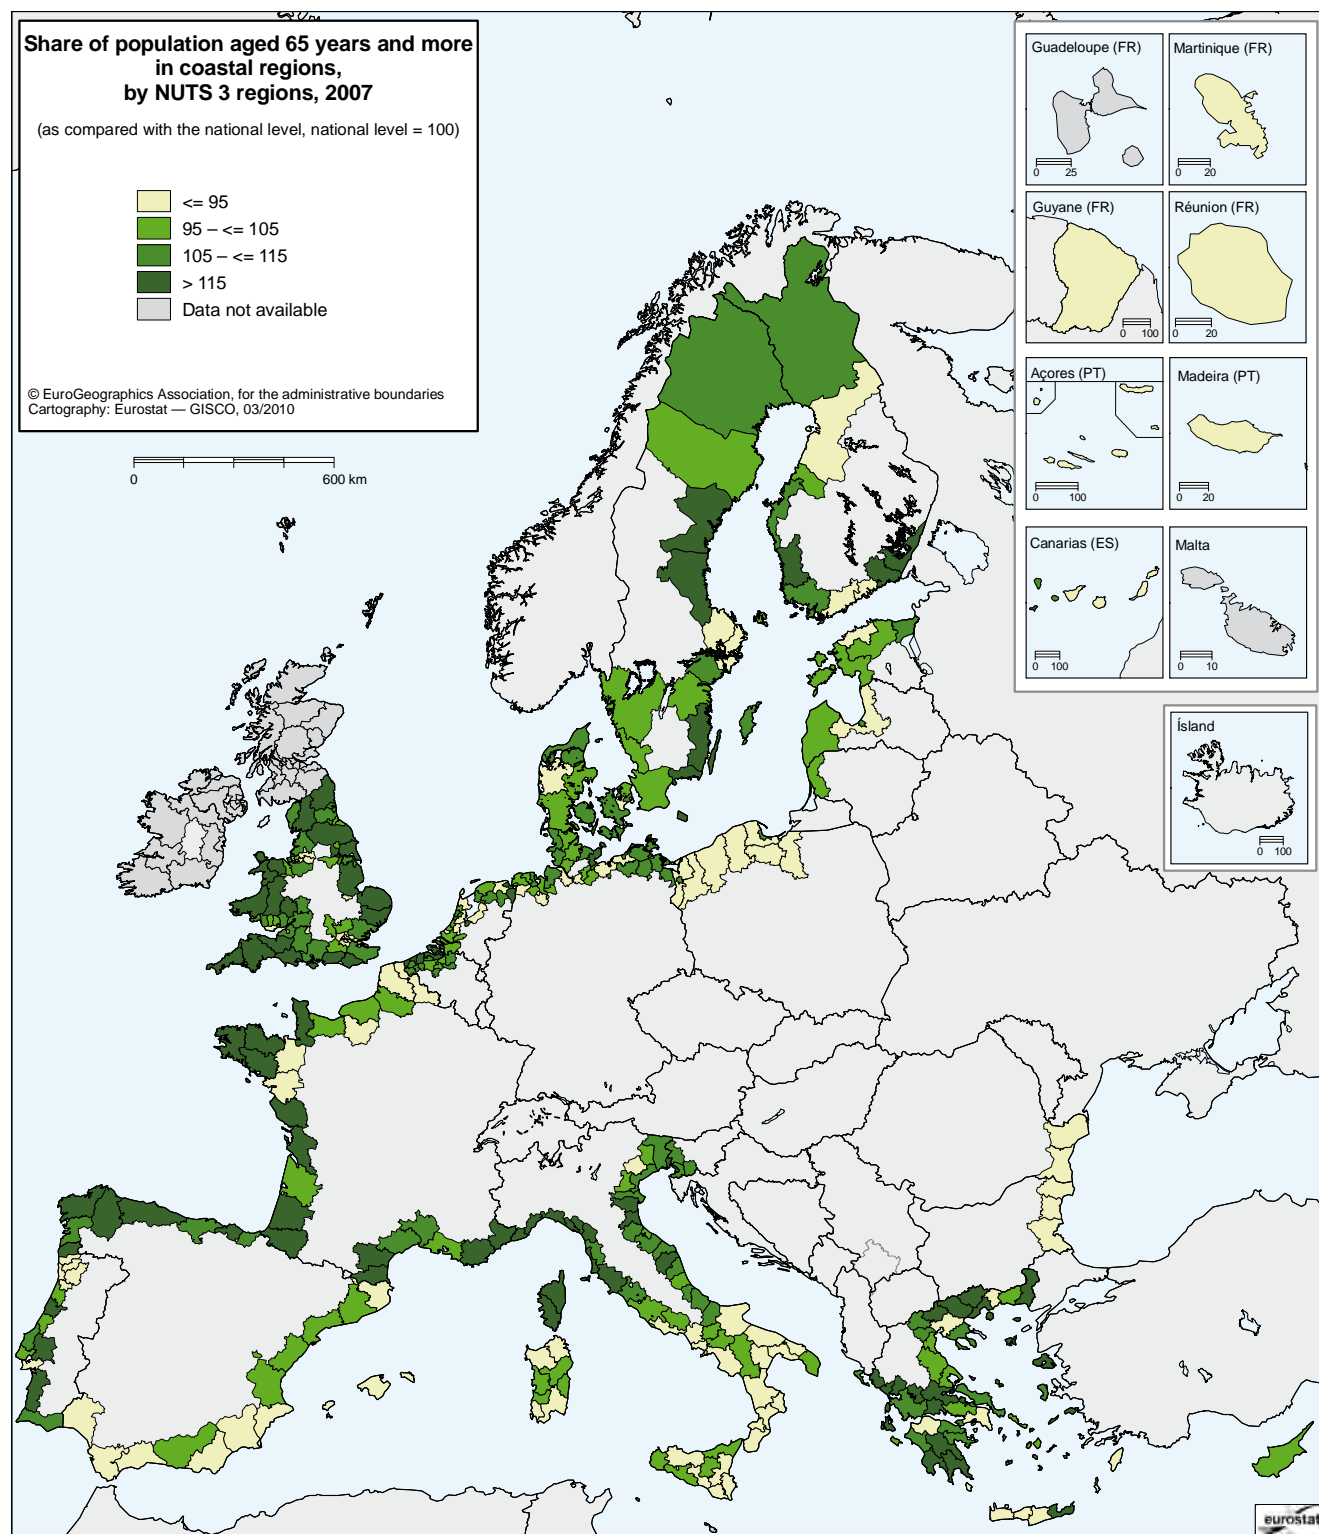 Share of population aged 65 years and more
in coastal regions,
by NUTS 3 regions, 2007
(as compared with the national level, national level = 100)
<= 95
95 – <= 105
105 – <= 115
> 115
Data not available
© EuroGeographics Association, for the administrative boundaries
Cartography: Eurostat — GISCO, 03/2010
0 600 km
Guadeloupe (FR)
0 25
Martinique (FR)
0 20
Guyane (FR)
0 100
Réunion (FR)
0 20
Açores (PT)
0 100
Madeira (PT)
0 20
Canarias (ES)
0 100
Malta
0 10
Ísland
0 100
eurostat